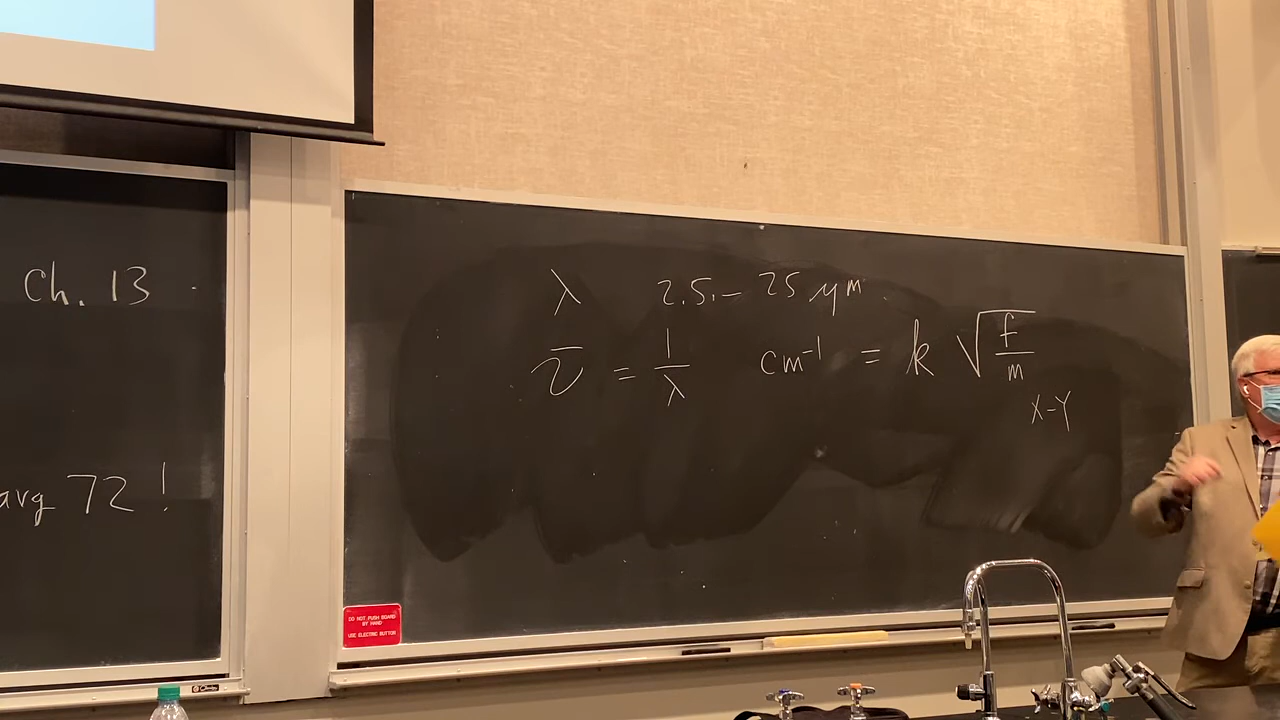 Ch. 13
avg 72 !
λ 2.5 – 25 μm
ν̄ = 1/λ cm⁻¹ = k √(f/m)
X-Y
DO NOT PUSH BOARD
BY HAND
USE ELECTRIC BUTTON